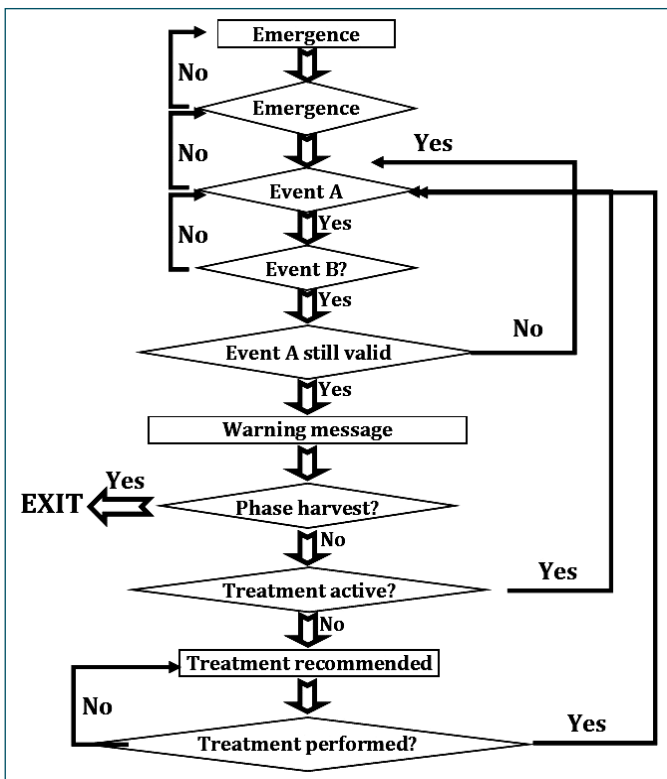 Emergence
No
Emergence
No
Yes
Event A
Yes
No
Event B?
Yes
No
Event A still valid
Yes
Warning message
Yes
EXIT
Phase harvest?
No
Yes
Treatment active?
No
Treatment recommended
No
Yes
Treatment performed?